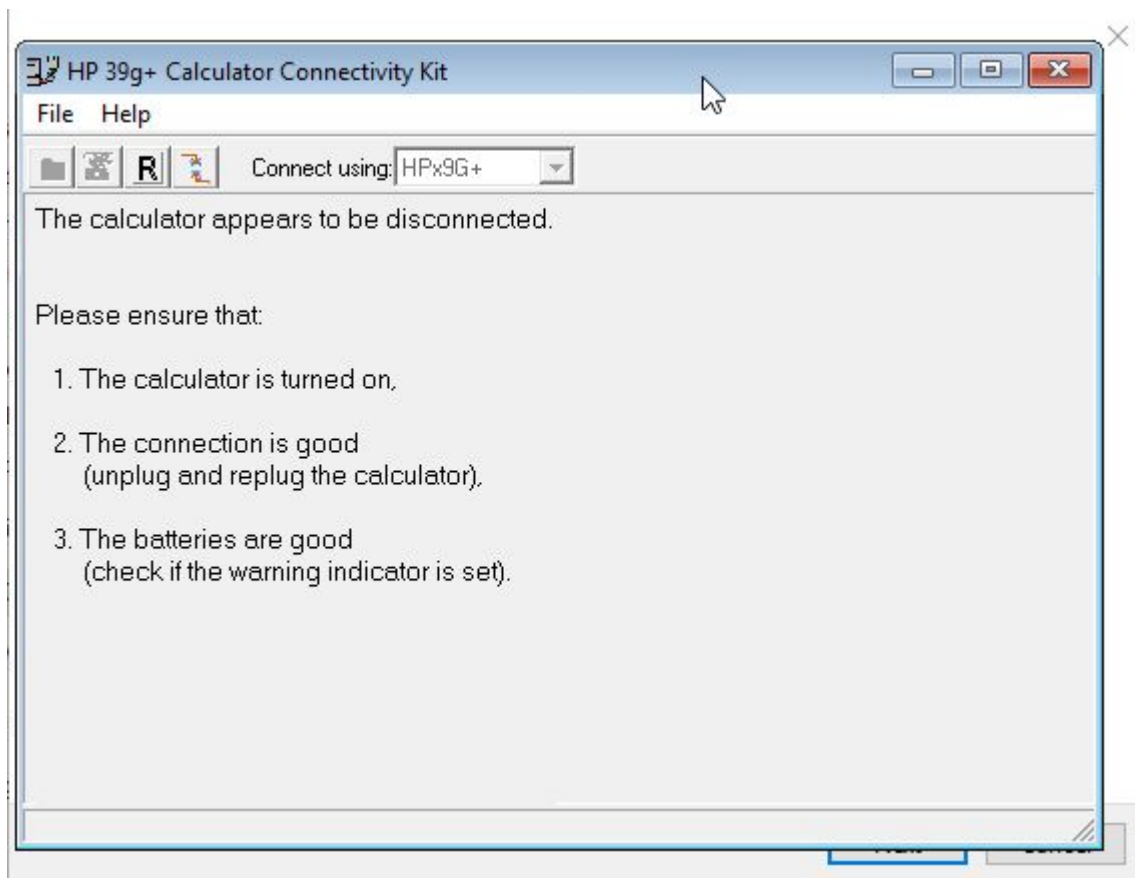 HP 39g+ Calculator Connectivity Kit
File Help
R Connect using: HPx9G+
The calculator appears to be disconnected.
Please ensure that:
1. The calculator is turned on,
2. The connection is good
(unplug and replug the calculator),
3. The batteries are good
(check if the warning indicator is set).